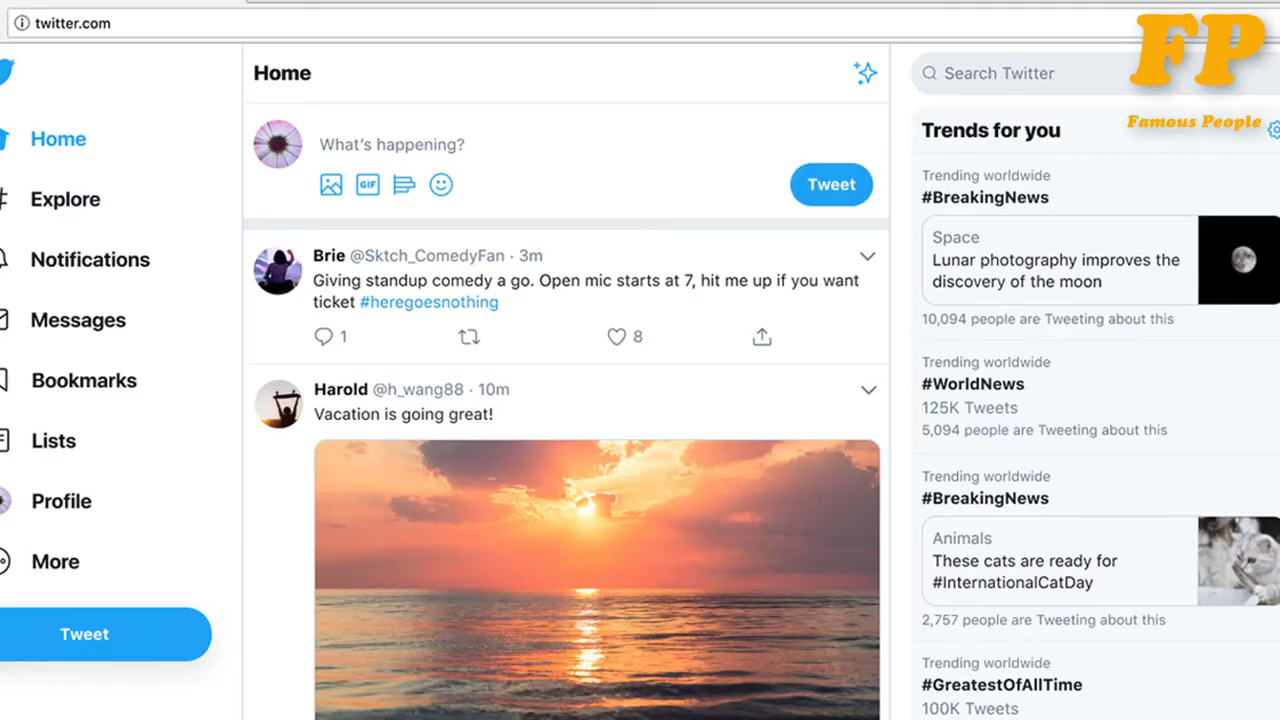 twitter.com
FP
Famous People
Home
Explore
Notifications
Messages
Bookmarks
Lists
Profile
More
Tweet
Home
What's happening?
GIF
Tweet
Brie @Sktch_ComedyFan · 3m
Giving standup comedy a go. Open mic starts at 7, hit me up if you want
ticket #heregoesnothing
1
8
Harold @h_wang88 · 10m
Vacation is going great!
Search Twitter
Trends for you
Trending worldwide
#BreakingNews
Space
Lunar photography improves the
discovery of the moon
10,094 people are Tweeting about this
Trending worldwide
#WorldNews
125K Tweets
5,094 people are Tweeting about this
Trending worldwide
#BreakingNews
Animals
These cats are ready for
#InternationalCatDay
2,757 people are Tweeting about this
Trending worldwide
#GreatestOfAllTime
100K Tweets